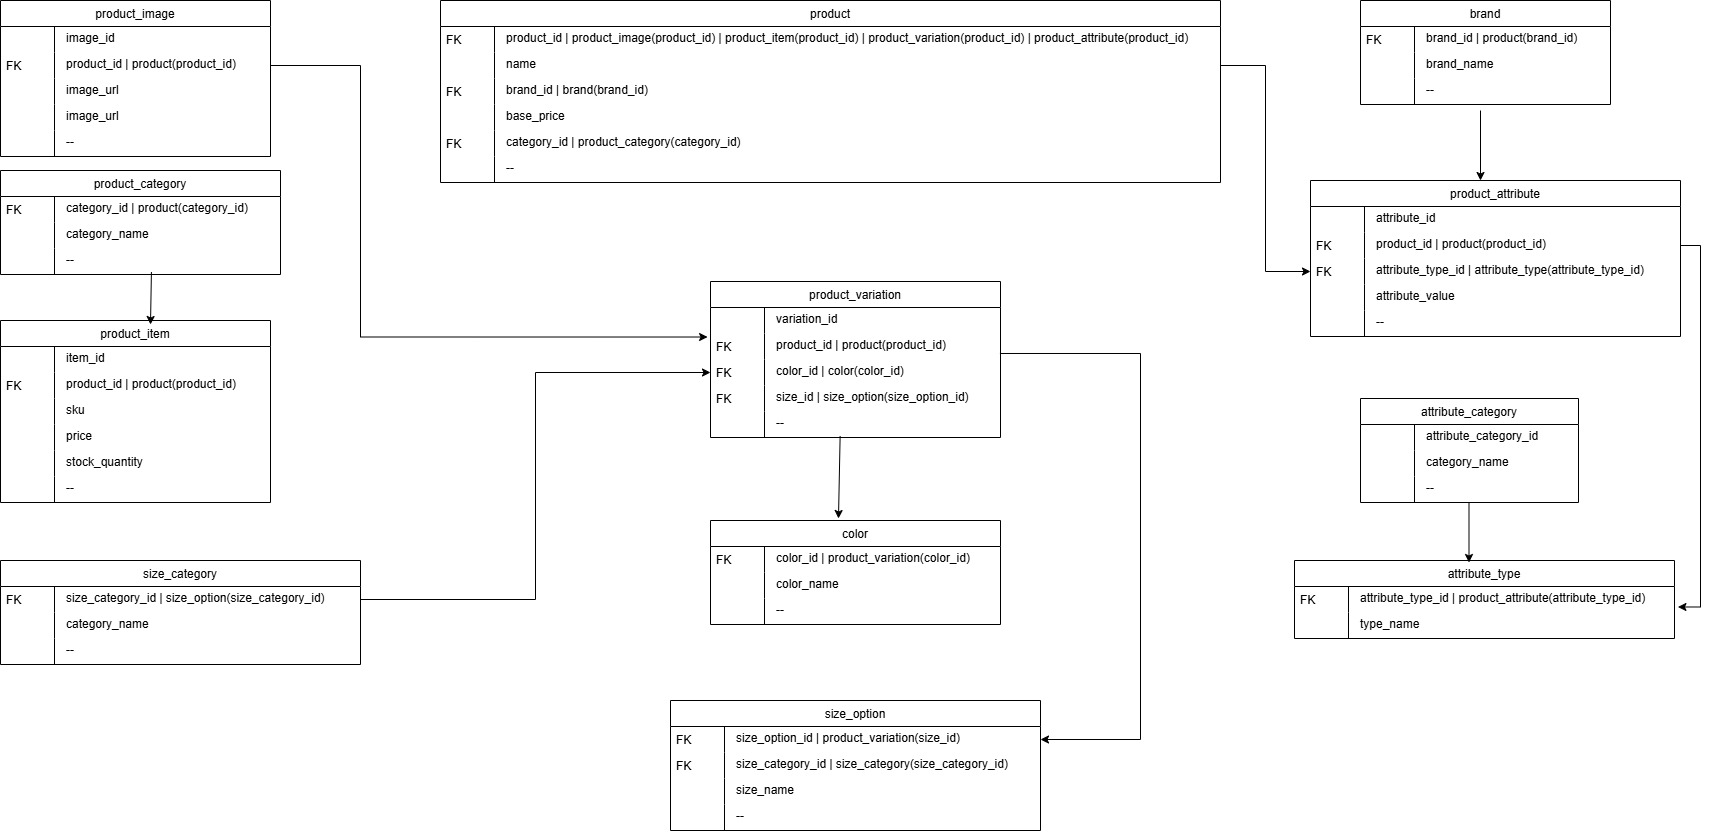 product_image
image_id
FK product_id | product(product_id)
image_url
image_url
--
product_category
FK category_id | product(category_id)
category_name
--
product_item
item_id
FK product_id | product(product_id)
sku
price
stock_quantity
--
size_category
FK size_category_id | size_option(size_category_id)
category_name
--
product
FK product_id | product_image(product_id) | product_item(product_id) | product_variation(product_id) | product_attribute(product_id)
name
FK brand_id | brand(brand_id)
base_price
FK category_id | product_category(category_id)
--
product_variation
variation_id
FK product_id | product(product_id)
FK color_id | color(color_id)
FK size_id | size_option(size_option_id)
--
color
FK color_id | product_variation(color_id)
color_name
--
size_option
FK size_option_id | product_variation(size_id)
FK size_category_id | size_category(size_category_id)
size_name
--
brand
FK brand_id | product(brand_id)
brand_name
--
product_attribute
attribute_id
FK product_id | product(product_id)
FK attribute_type_id | attribute_type(attribute_type_id)
attribute_value
--
attribute_category
attribute_category_id
category_name
--
attribute_type
FK attribute_type_id | product_attribute(attribute_type_id)
type_name